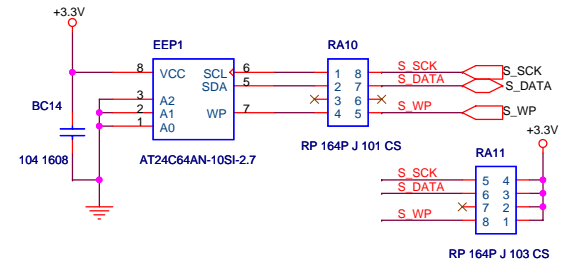 +3.3V
EEP1
RA10
8 VCC SCL 6 1 8 S_SCK S_SCK
SDA 5 2 7 S_DATA S_DATA
3 A2 3 6
BC14 2 A1 WP 7 4 5 S_WP S_WP
1 A0
+3.3V
104 1608 AT24C64AN-10SI-2.7 RP 164P J 101 CS
RA11
S_SCK 5 4
S_DATA 6 3
7 2
S_WP 8 1
RP 164P J 103 CS